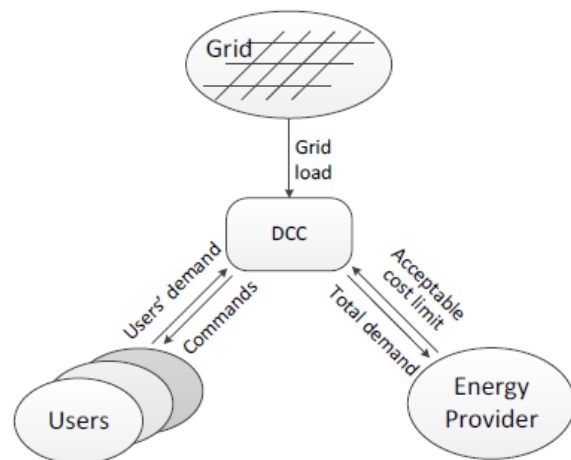 Grid
Grid
load
DCC
Users' demand
Commands
Acceptable
cost limit
Total demand
Users
Energy
Provider